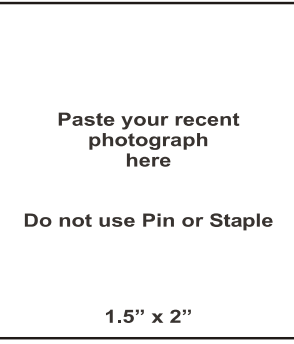 Paste your recent
photograph
here
Do not use Pin or Staple
1.5” x 2”